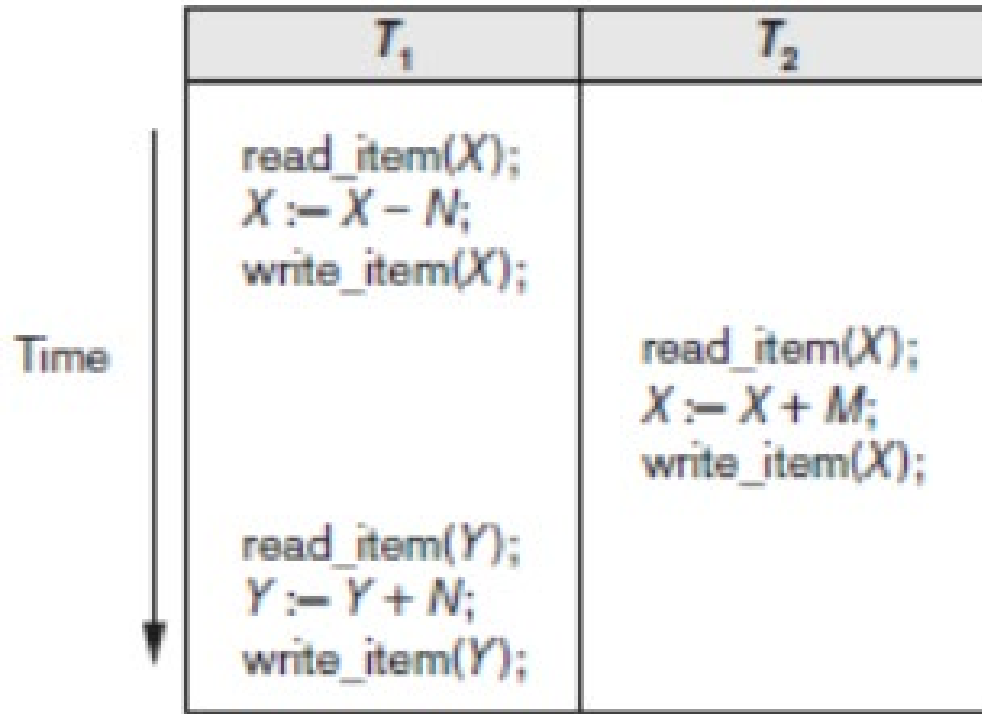 T₁ T₂
read_item(X);
X := X – N;
write_item(X);
Time
read_item(X);
X := X + M;
write_item(X);
read_item(Y);
Y := Y + N;
write_item(Y);